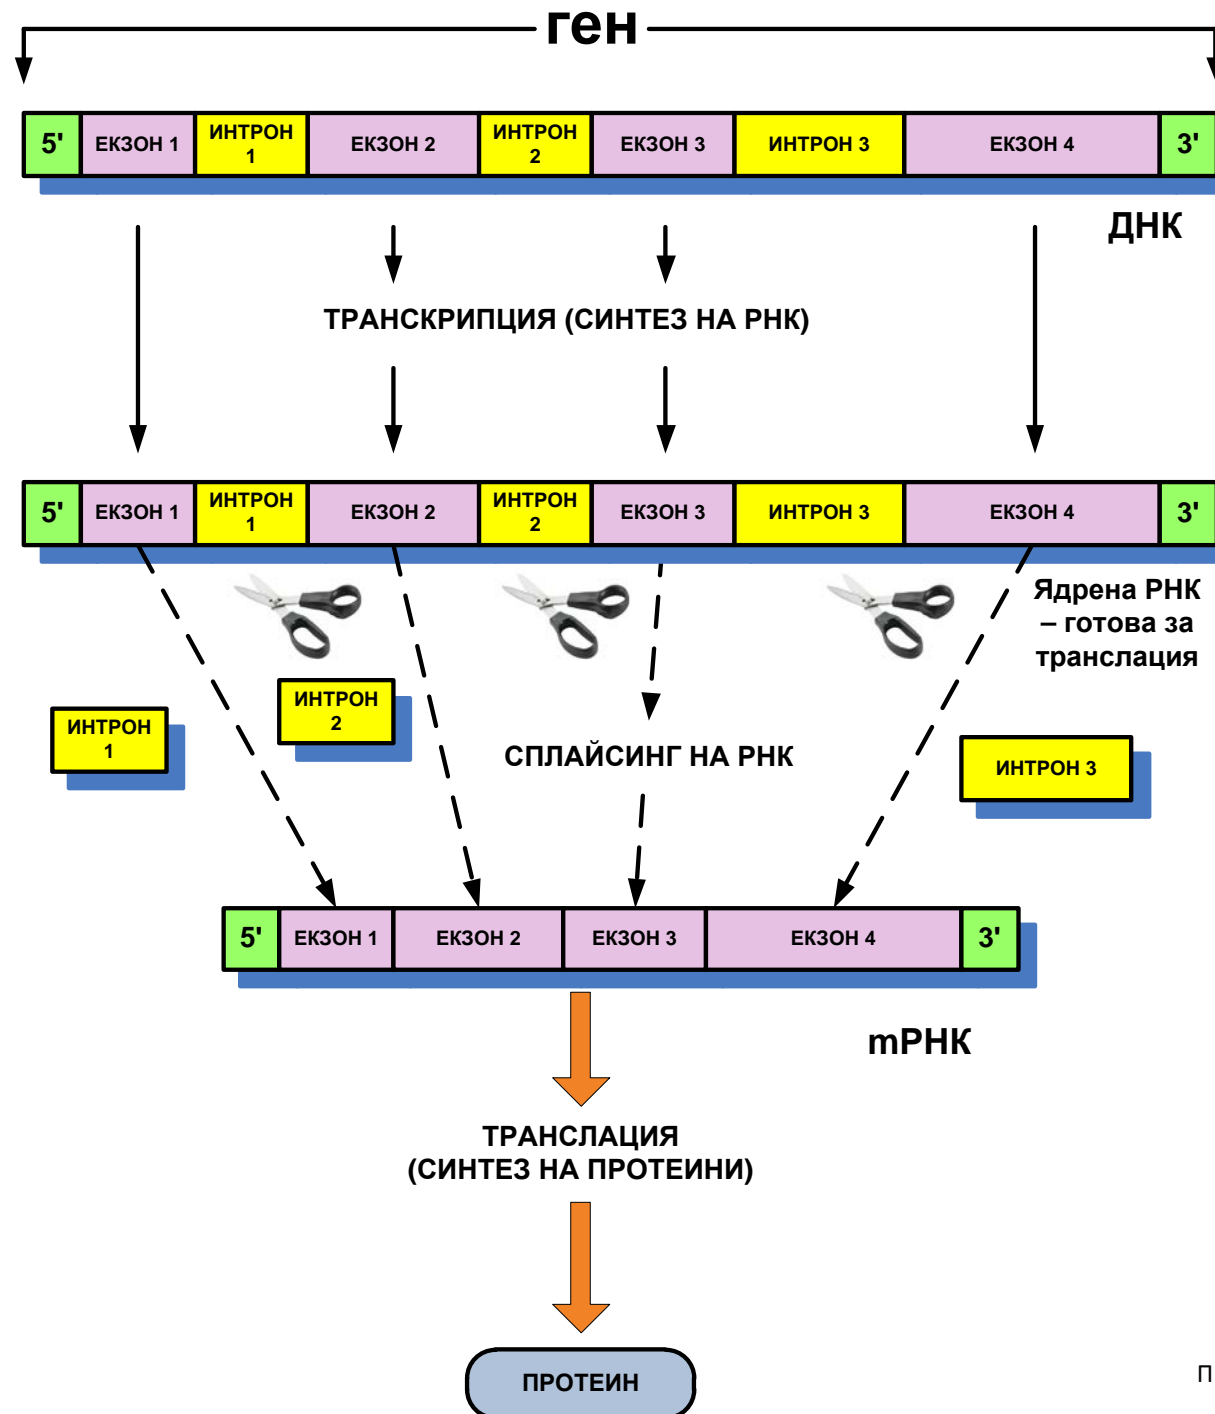 ген
5' ЕКЗОН 1 ИНТРОН 1 ЕКЗОН 2 ИНТРОН 2 ЕКЗОН 3 ИНТРОН 3 ЕКЗОН 4 3'
ДНК
ТРАНСКРИПЦИЯ (СИНТЕЗ НА РНК)
5' ЕКЗОН 1 ИНТРОН 1 ЕКЗОН 2 ИНТРОН 2 ЕКЗОН 3 ИНТРОН 3 ЕКЗОН 4 3'
Ядрена РНК
– готова за
транслация
ИНТРОН
1
ИНТРОН
2
СПЛАЙСИНГ НА РНК
ИНТРОН 3
5' ЕКЗОН 1 ЕКЗОН 2 ЕКЗОН 3 ЕКЗОН 4 3'
mРНК
ТРАНСЛАЦИЯ
(СИНТЕЗ НА ПРОТЕИНИ)
ПРОТЕИН
П